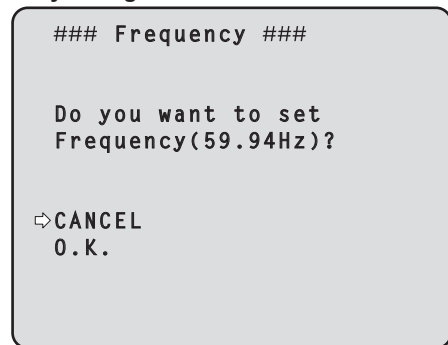 ### Frequency ###
Do you want to set
Frequency(59.94Hz)?
⇨CANCEL
O.K.